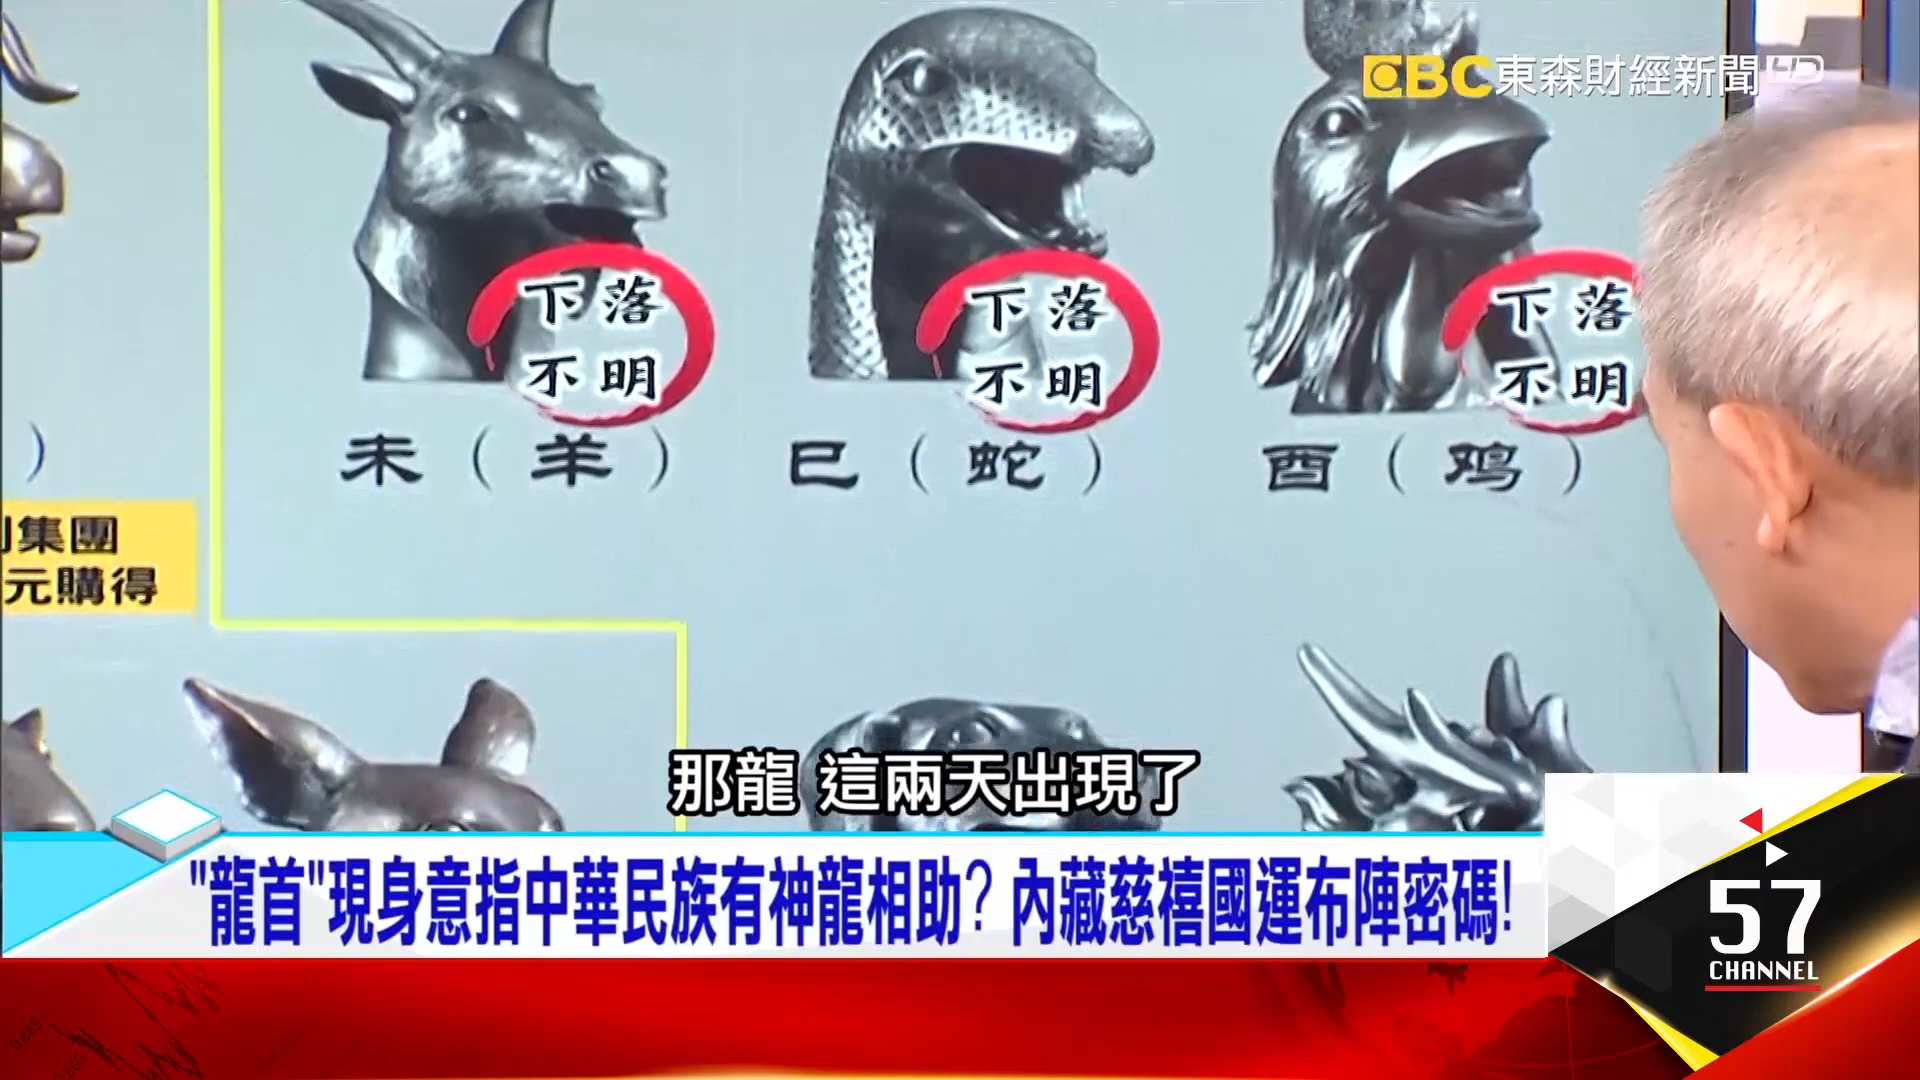 EBC東森財經新聞HD
下落
不明
下落
不明
下落
不明
未（羊）
巳（蛇）
酉（鸡）
）
集團
元購得
那龍 這兩天出現了
"龍首"現身意指中華民族有神龍相助? 內藏慈禧國運布陣密碼!
57
CHANNEL